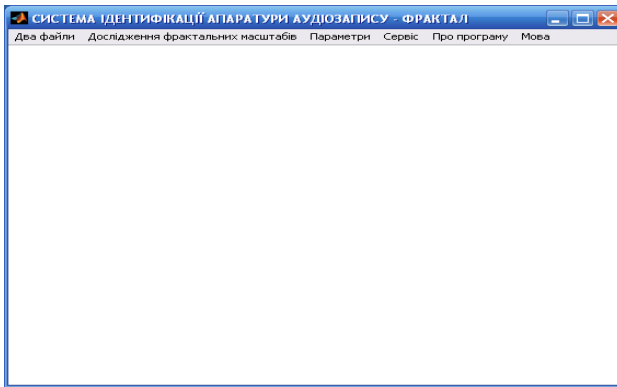 СИСТЕМА ІДЕНТИФІКАЦІЇ АПАРАТУРИ АУДІОЗАПИСУ - ФРАКТАЛ
Два файли Дослідження фрактальних масштабів Параметри Сервіс Про програму Мова